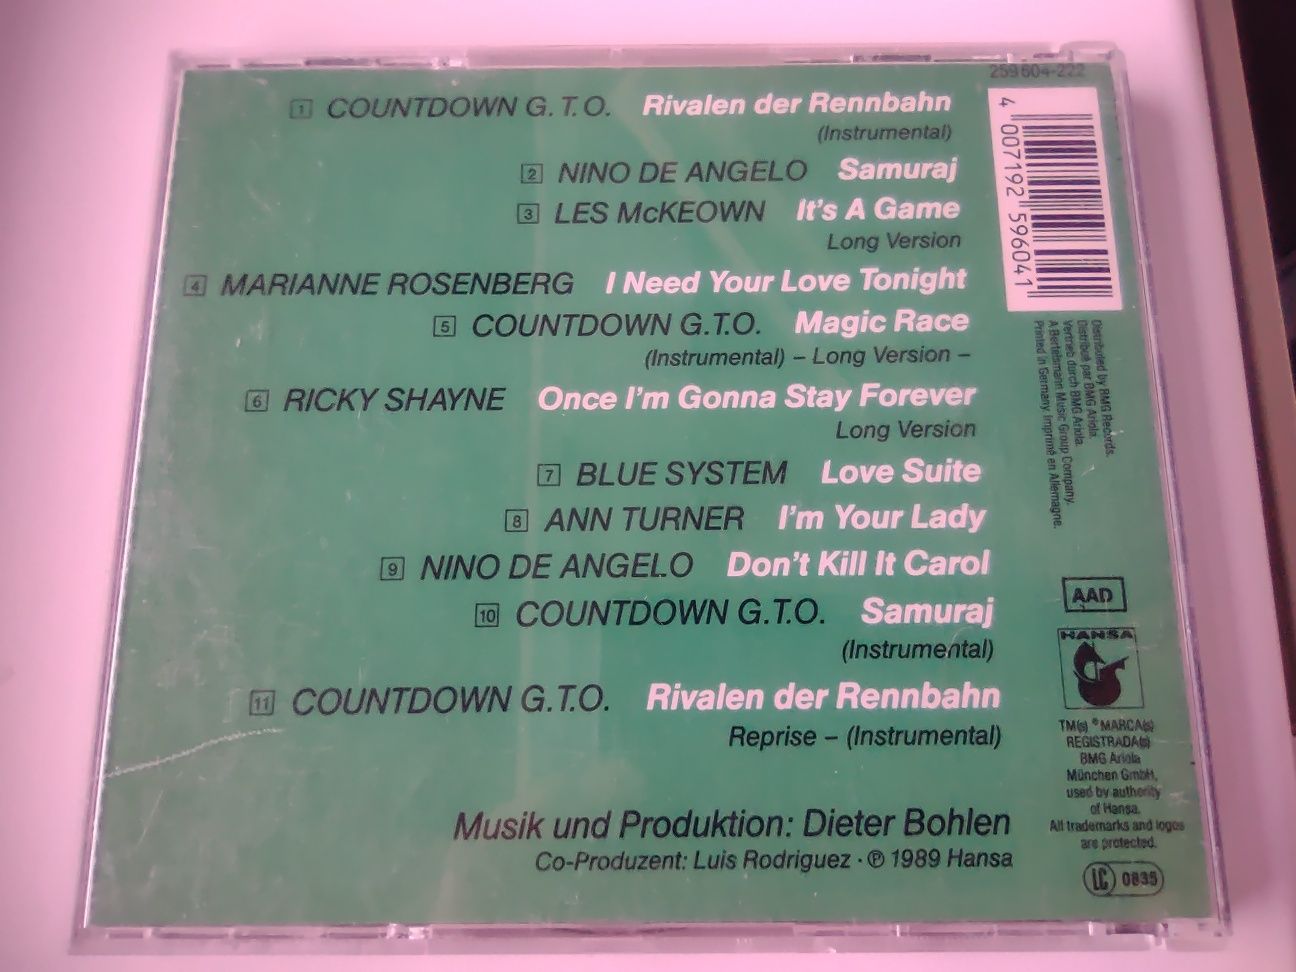 259604-222
1 COUNTDOWN G.T.O. Rivalen der Rennbahn
(Instrumental)
2 NINO DE ANGELO Samuraj
3 LES McKEOWN It's A Game
Long Version
4 MARIANNE ROSENBERG I Need Your Love Tonight
5 COUNTDOWN G.T.O. Magic Race
(Instrumental) – Long Version –
6 RICKY SHAYNE Once I'm Gonna Stay Forever
Long Version
7 BLUE SYSTEM Love Suite
8 ANN TURNER I'm Your Lady
9 NINO DE ANGELO Don't Kill It Carol
10 COUNTDOWN G.T.O. Samuraj
(Instrumental)
11 COUNTDOWN G.T.O. Rivalen der Rennbahn
Reprise – (Instrumental)
Musik und Produktion: Dieter Bohlen
Co-Produzent: Luis Rodriguez · ℗ 1989 Hansa
4 007192 596041
Distributed by BMG Records.
Distribué par BMG Ariola.
Vertrieb durch BMG Ariola.
A Bertelsmann Music Group Company.
Printed in Germany. Imprimé en Allemagne.
AAD
HANSA
TM(s) ® MARCA(s)
REGISTRADA(s)
BMG Ariola
München GmbH,
used by authority
of Hansa.
All trademarks and logos
are protected.
LC 0835